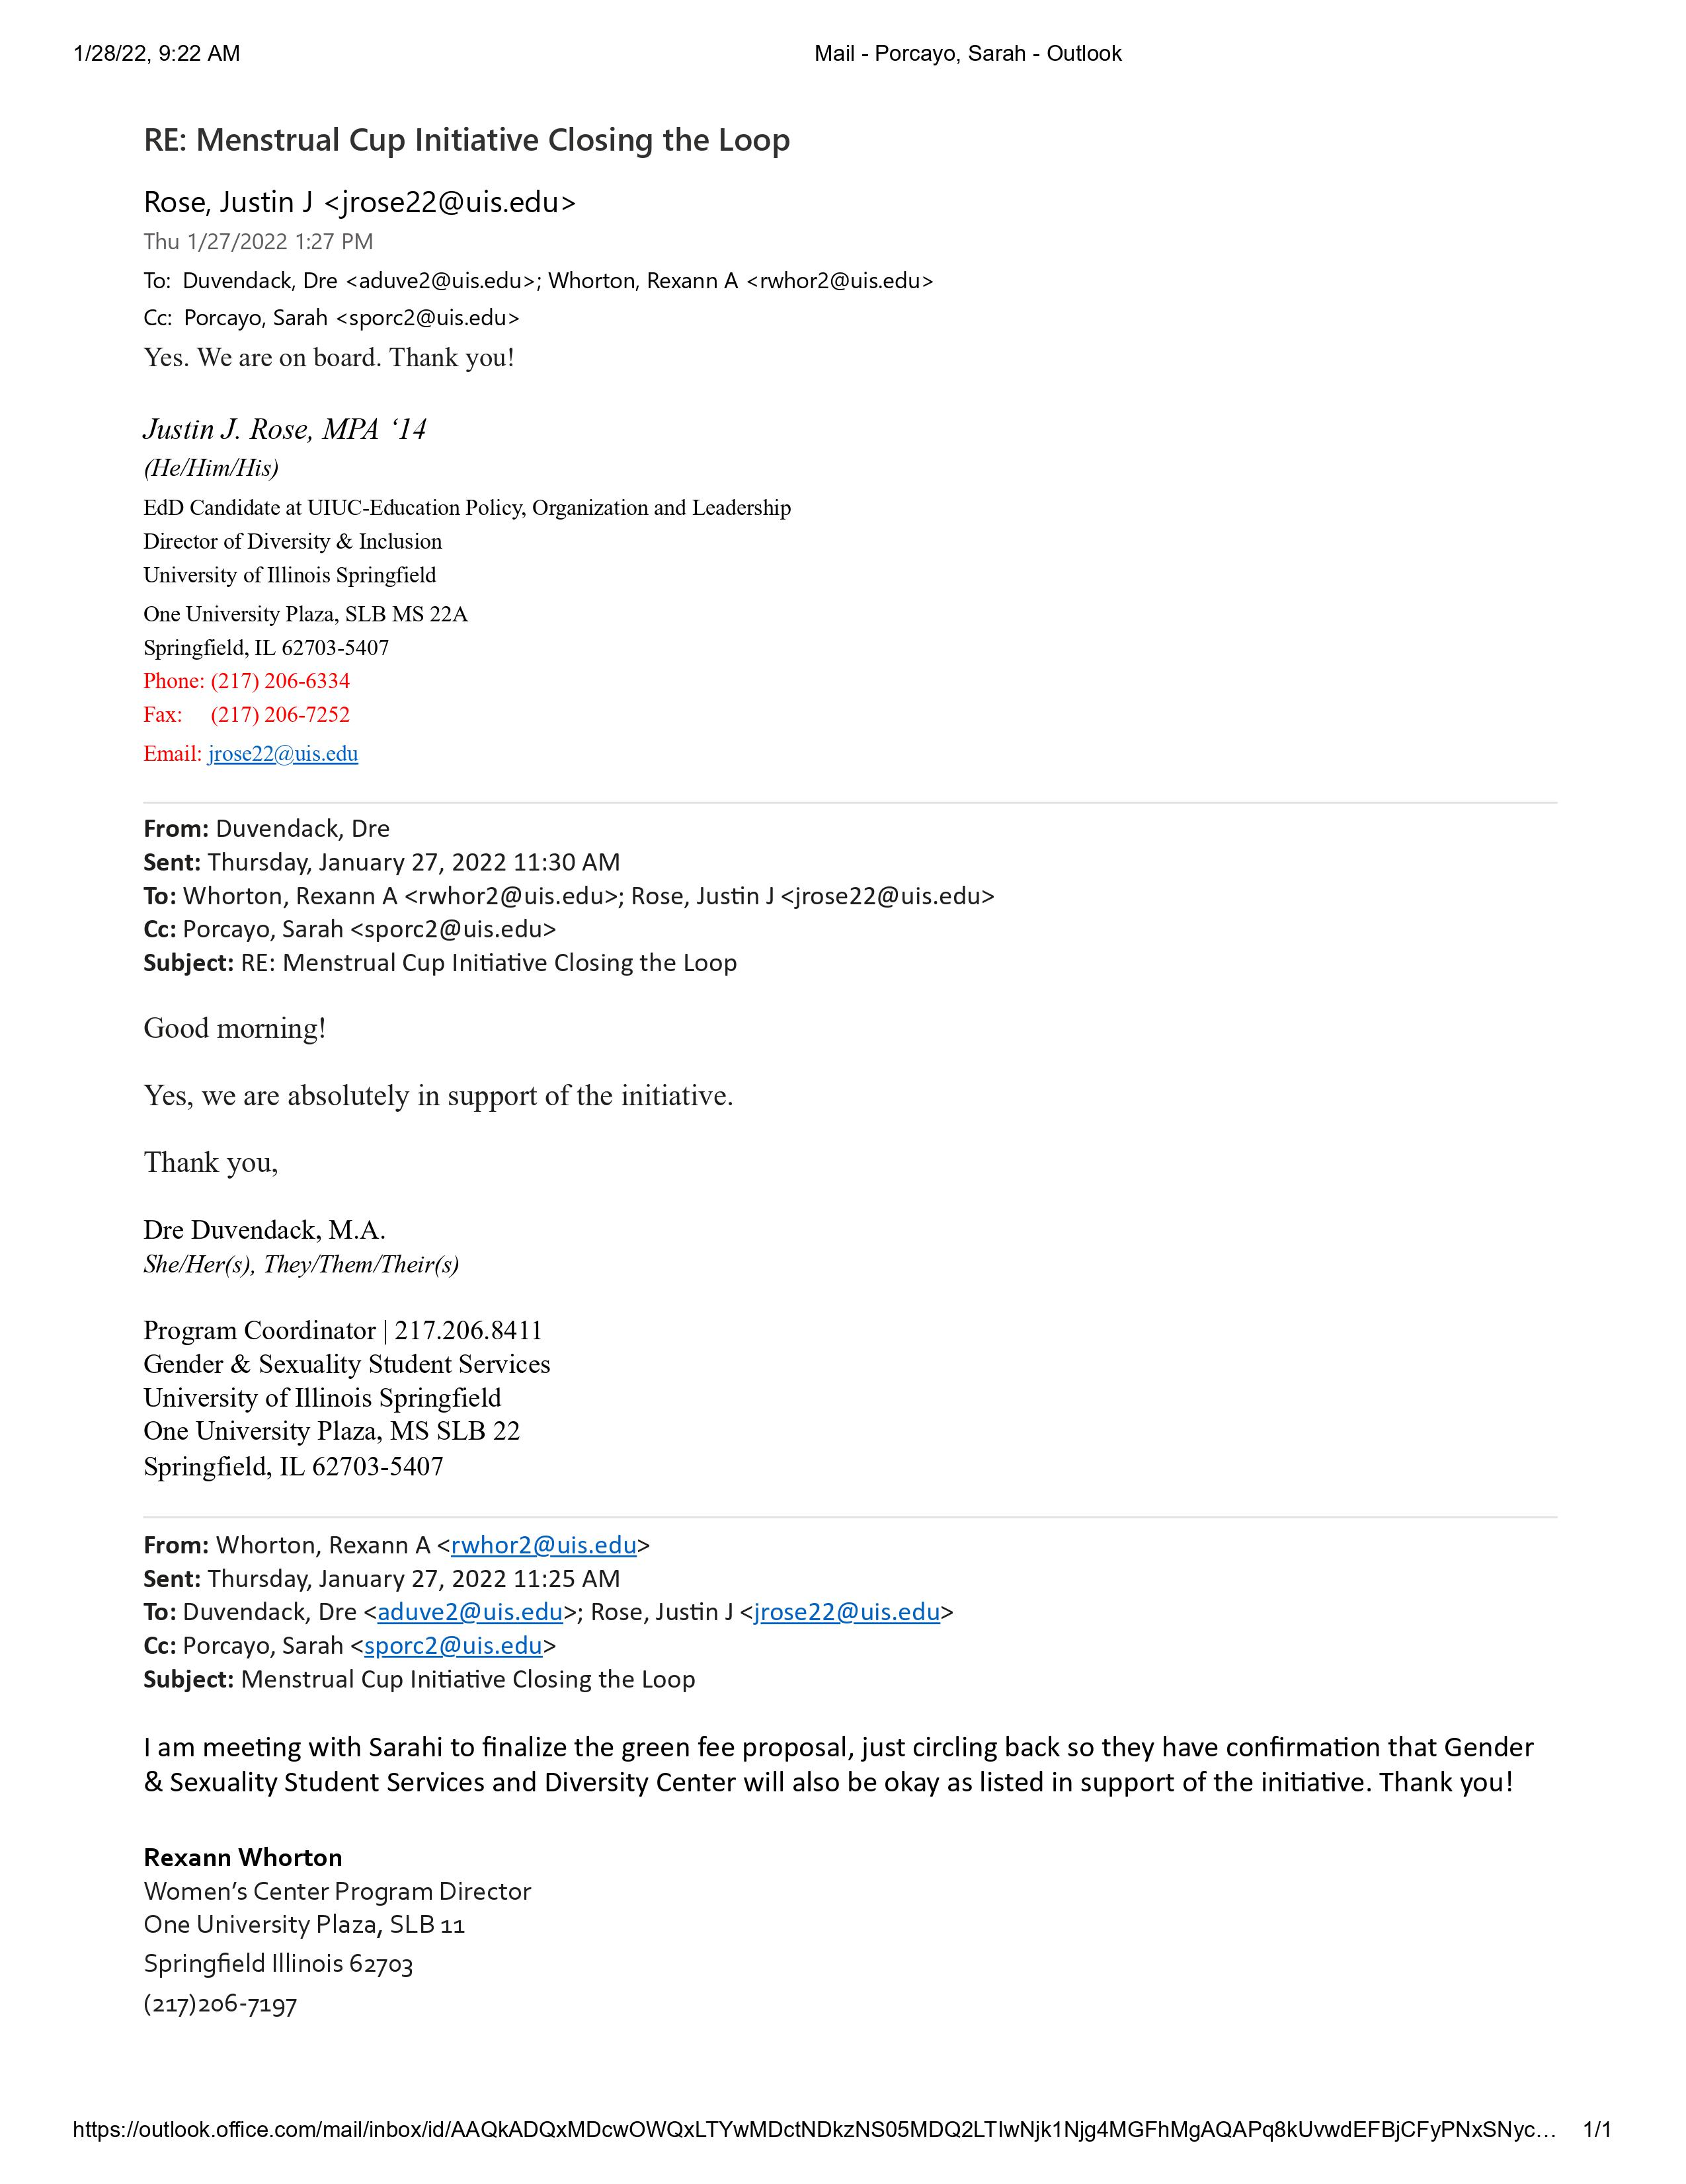 1/28/22, 9:22 AM
Mail - Porcayo, Sarah - Outlook
RE: Menstrual Cup Initiative Closing the Loop
Rose, Justin J <jrose22@uis.edu>
Thu 1/27/2022 1:27 PM
To: Duvendack, Dre <aduve2@uis.edu>; Whorton, Rexann A <rwhor2@uis.edu>
Cc: Porcayo, Sarah <sporc2@uis.edu>
Yes. We are on board. Thank you!
Justin J. Rose, MPA ‘14
(He/Him/His)
EdD Candidate at UIUC-Education Policy, Organization and Leadership
Director of Diversity & Inclusion
University of Illinois Springfield
One University Plaza, SLB MS 22A
Springfield, IL 62703-5407
Phone: (217) 206-6334
Fax: (217) 206-7252
Email: jrose22@uis.edu
From: Duvendack, Dre
Sent: Thursday, January 27, 2022 11:30 AM
To: Whorton, Rexann A <rwhor2@uis.edu>; Rose, Justin J <jrose22@uis.edu>
Cc: Porcayo, Sarah <sporc2@uis.edu>
Subject: RE: Menstrual Cup Initiative Closing the Loop
Good morning!
Yes, we are absolutely in support of the initiative.
Thank you,
Dre Duvendack, M.A.
She/Her(s), They/Them/Their(s)
Program Coordinator | 217.206.8411
Gender & Sexuality Student Services
University of Illinois Springfield
One University Plaza, MS SLB 22
Springfield, IL 62703-5407
From: Whorton, Rexann A <rwhor2@uis.edu>
Sent: Thursday, January 27, 2022 11:25 AM
To: Duvendack, Dre <aduve2@uis.edu>; Rose, Justin J <jrose22@uis.edu>
Cc: Porcayo, Sarah <sporc2@uis.edu>
Subject: Menstrual Cup Initiative Closing the Loop
I am meeting with Sarahi to finalize the green fee proposal, just circling back so they have confirmation that Gender
& Sexuality Student Services and Diversity Center will also be okay as listed in support of the initiative. Thank you!
Rexann Whorton
Women’s Center Program Director
One University Plaza, SLB 11
Springfield Illinois 62703
(217)206-7197
https://outlook.office.com/mail/inbox/id/AAQkADQxMDcwOWQxLTYwMDctNDkzNS05MDQ2LTIwNjk1Njg4MGFhMgAQAPq8kUvwdEFBjCFyPNxSNyc… 1/1